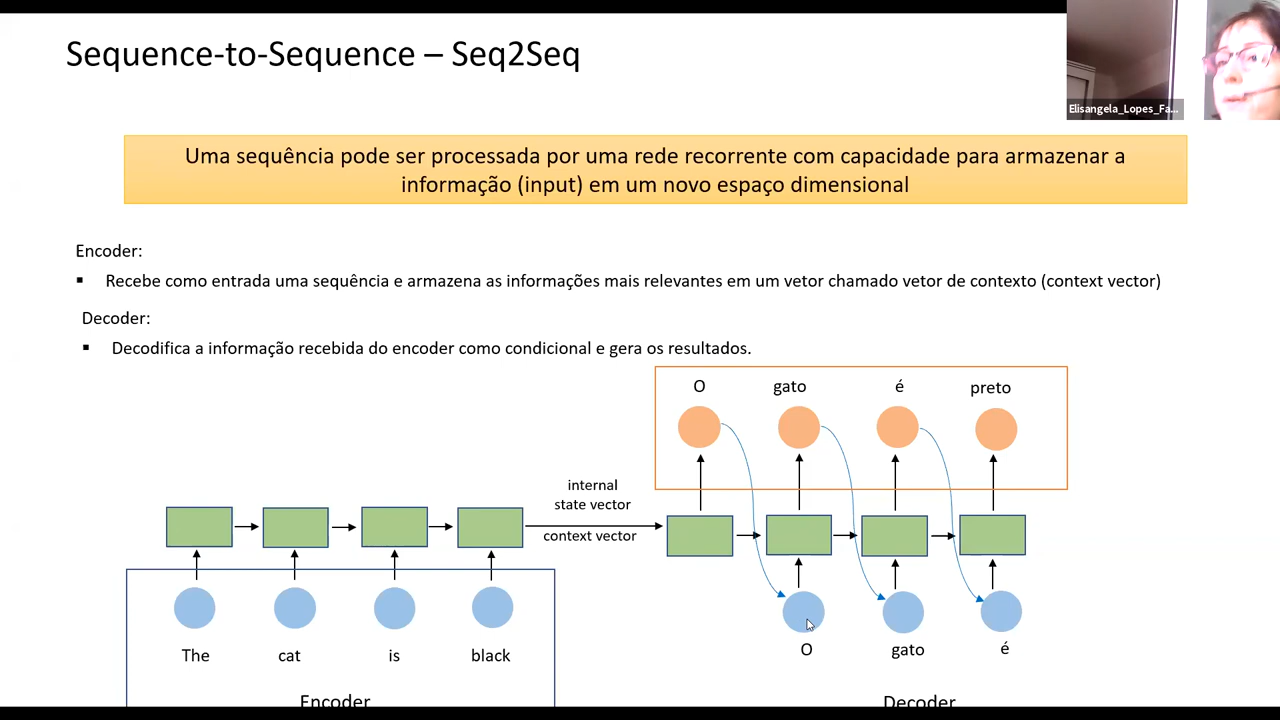 Sequence-to-Sequence – Seq2Seq
Elisangela_Lopes_Fa...
Uma sequência pode ser processada por uma rede recorrente com capacidade para armazenar a
informação (input) em um novo espaço dimensional
Encoder:
▪ Recebe como entrada uma sequência e armazena as informações mais relevantes em um vetor chamado vetor de contexto (context vector)
Decoder:
▪ Decodifica a informação recebida do encoder como condicional e gera os resultados.
O gato é preto
internal
state vector
context vector
The cat is black
O gato é
Encoder
Decoder